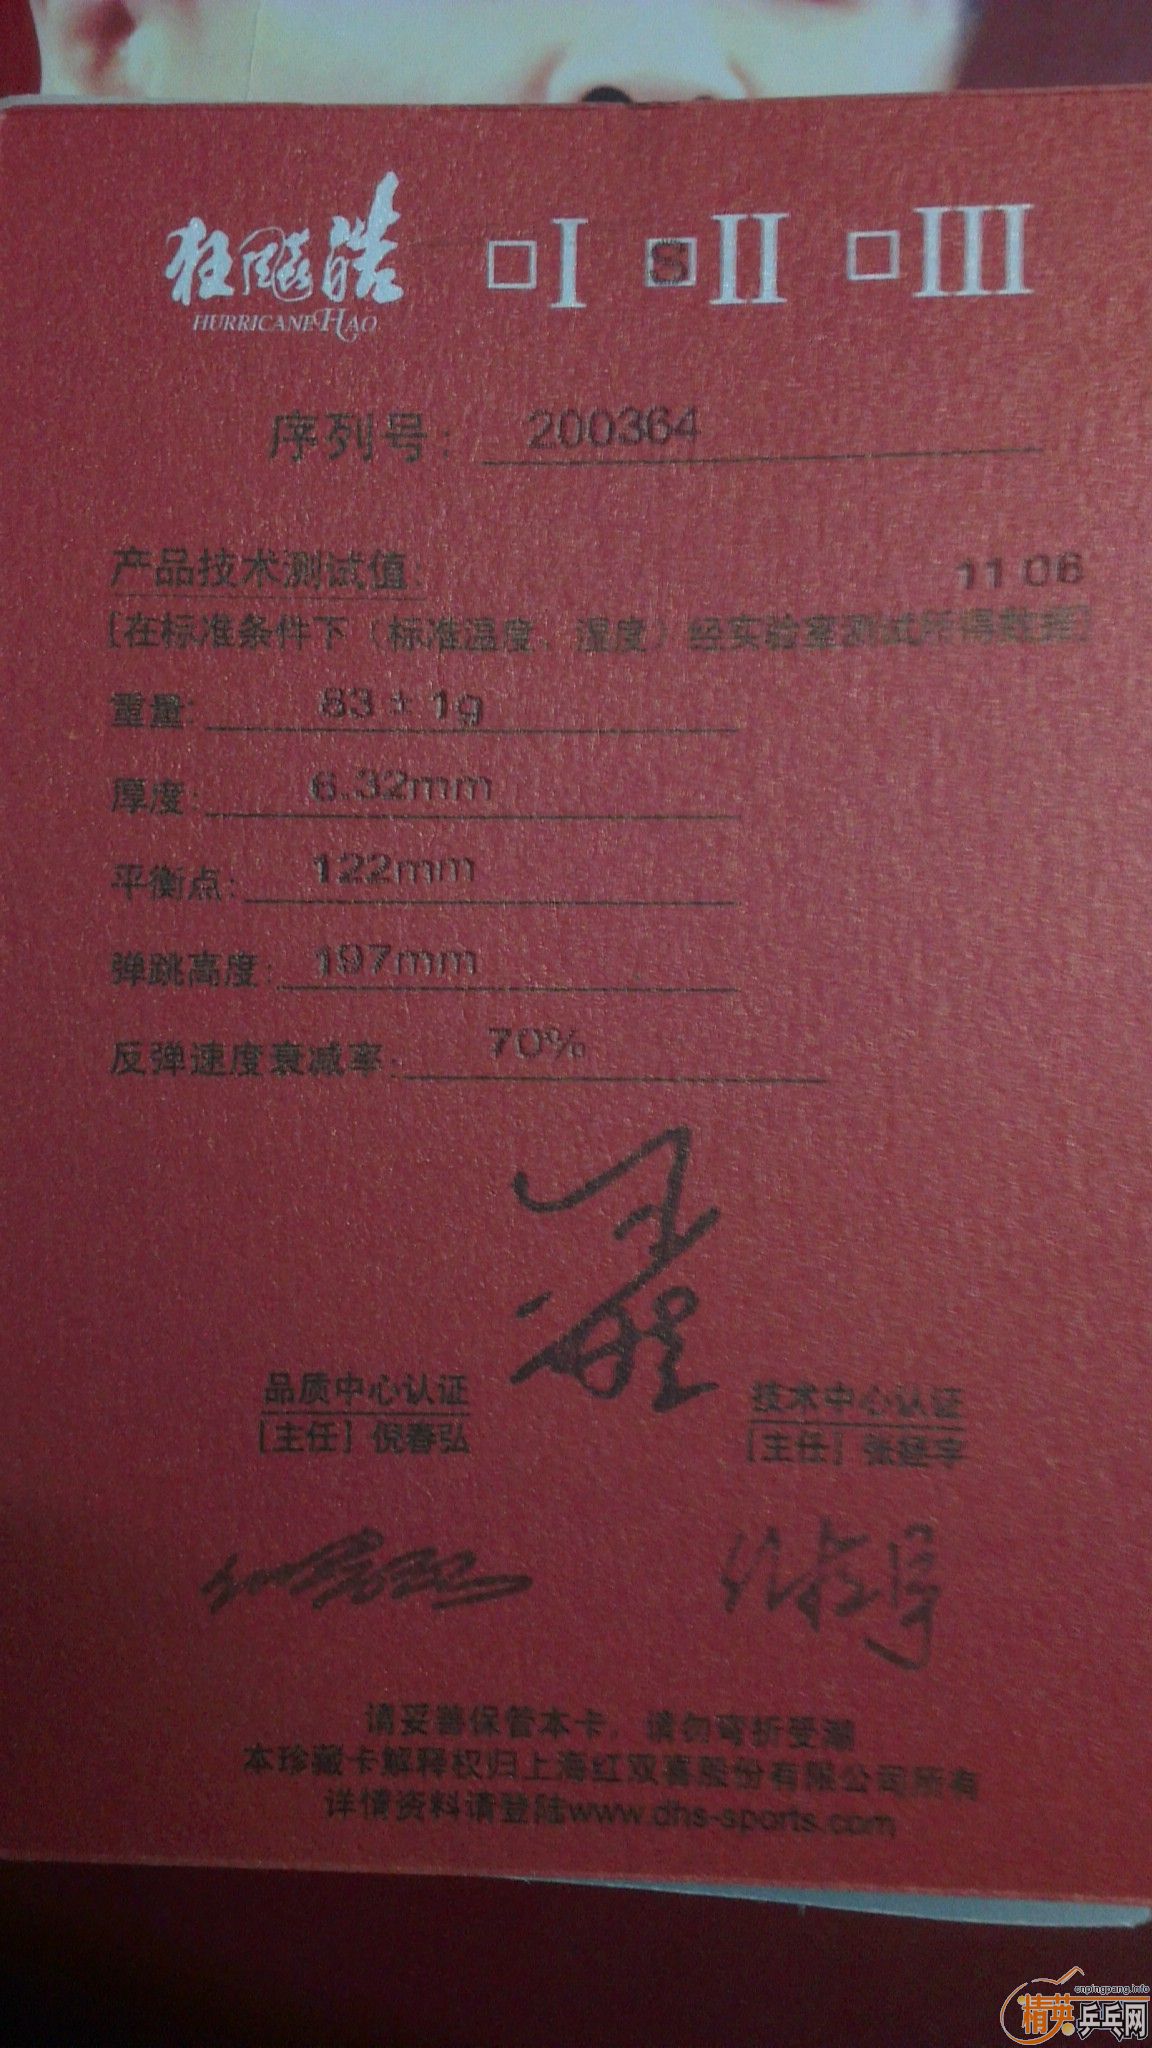 狂飚皓 □I S II □III
HURRICANE HAO
序列号: 200364
产品技术测试值: 11 06
[在标准条件下（标准温度、湿度）经实验室测试所得数据]
重量: 83 ± 1g
厚度: 6.32mm
平衡点: 122mm
弹跳高度: 197mm
反弹速度衰减率: 70%
品质中心认证 技术中心认证
[主任] 倪春弘 [主任] 张延宇
请妥善保管本卡，请勿弯折受潮
本珍藏卡解释权归上海红双喜股份有限公司所有
详情资料请登陆www.dhs-sports.com
cnpingpang.info
精英乒乓网